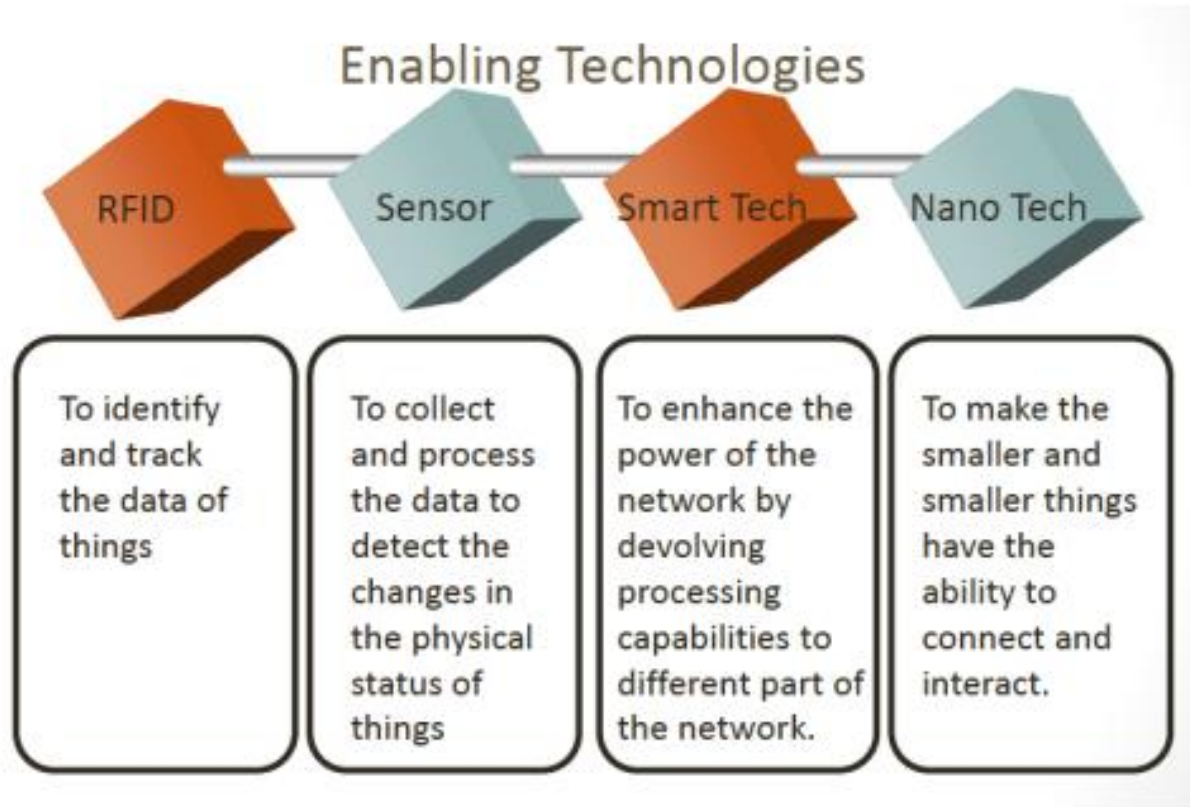 Enabling Technologies
RFID
Sensor
Smart Tech
Nano Tech
To identify
and track
the data of
things
To collect
and process
the data to
detect the
changes in
the physical
status of
things
To enhance the
power of the
network by
devolving
processing
capabilities to
different part of
the network.
To make the
smaller and
smaller things
have the
ability to
connect and
interact.